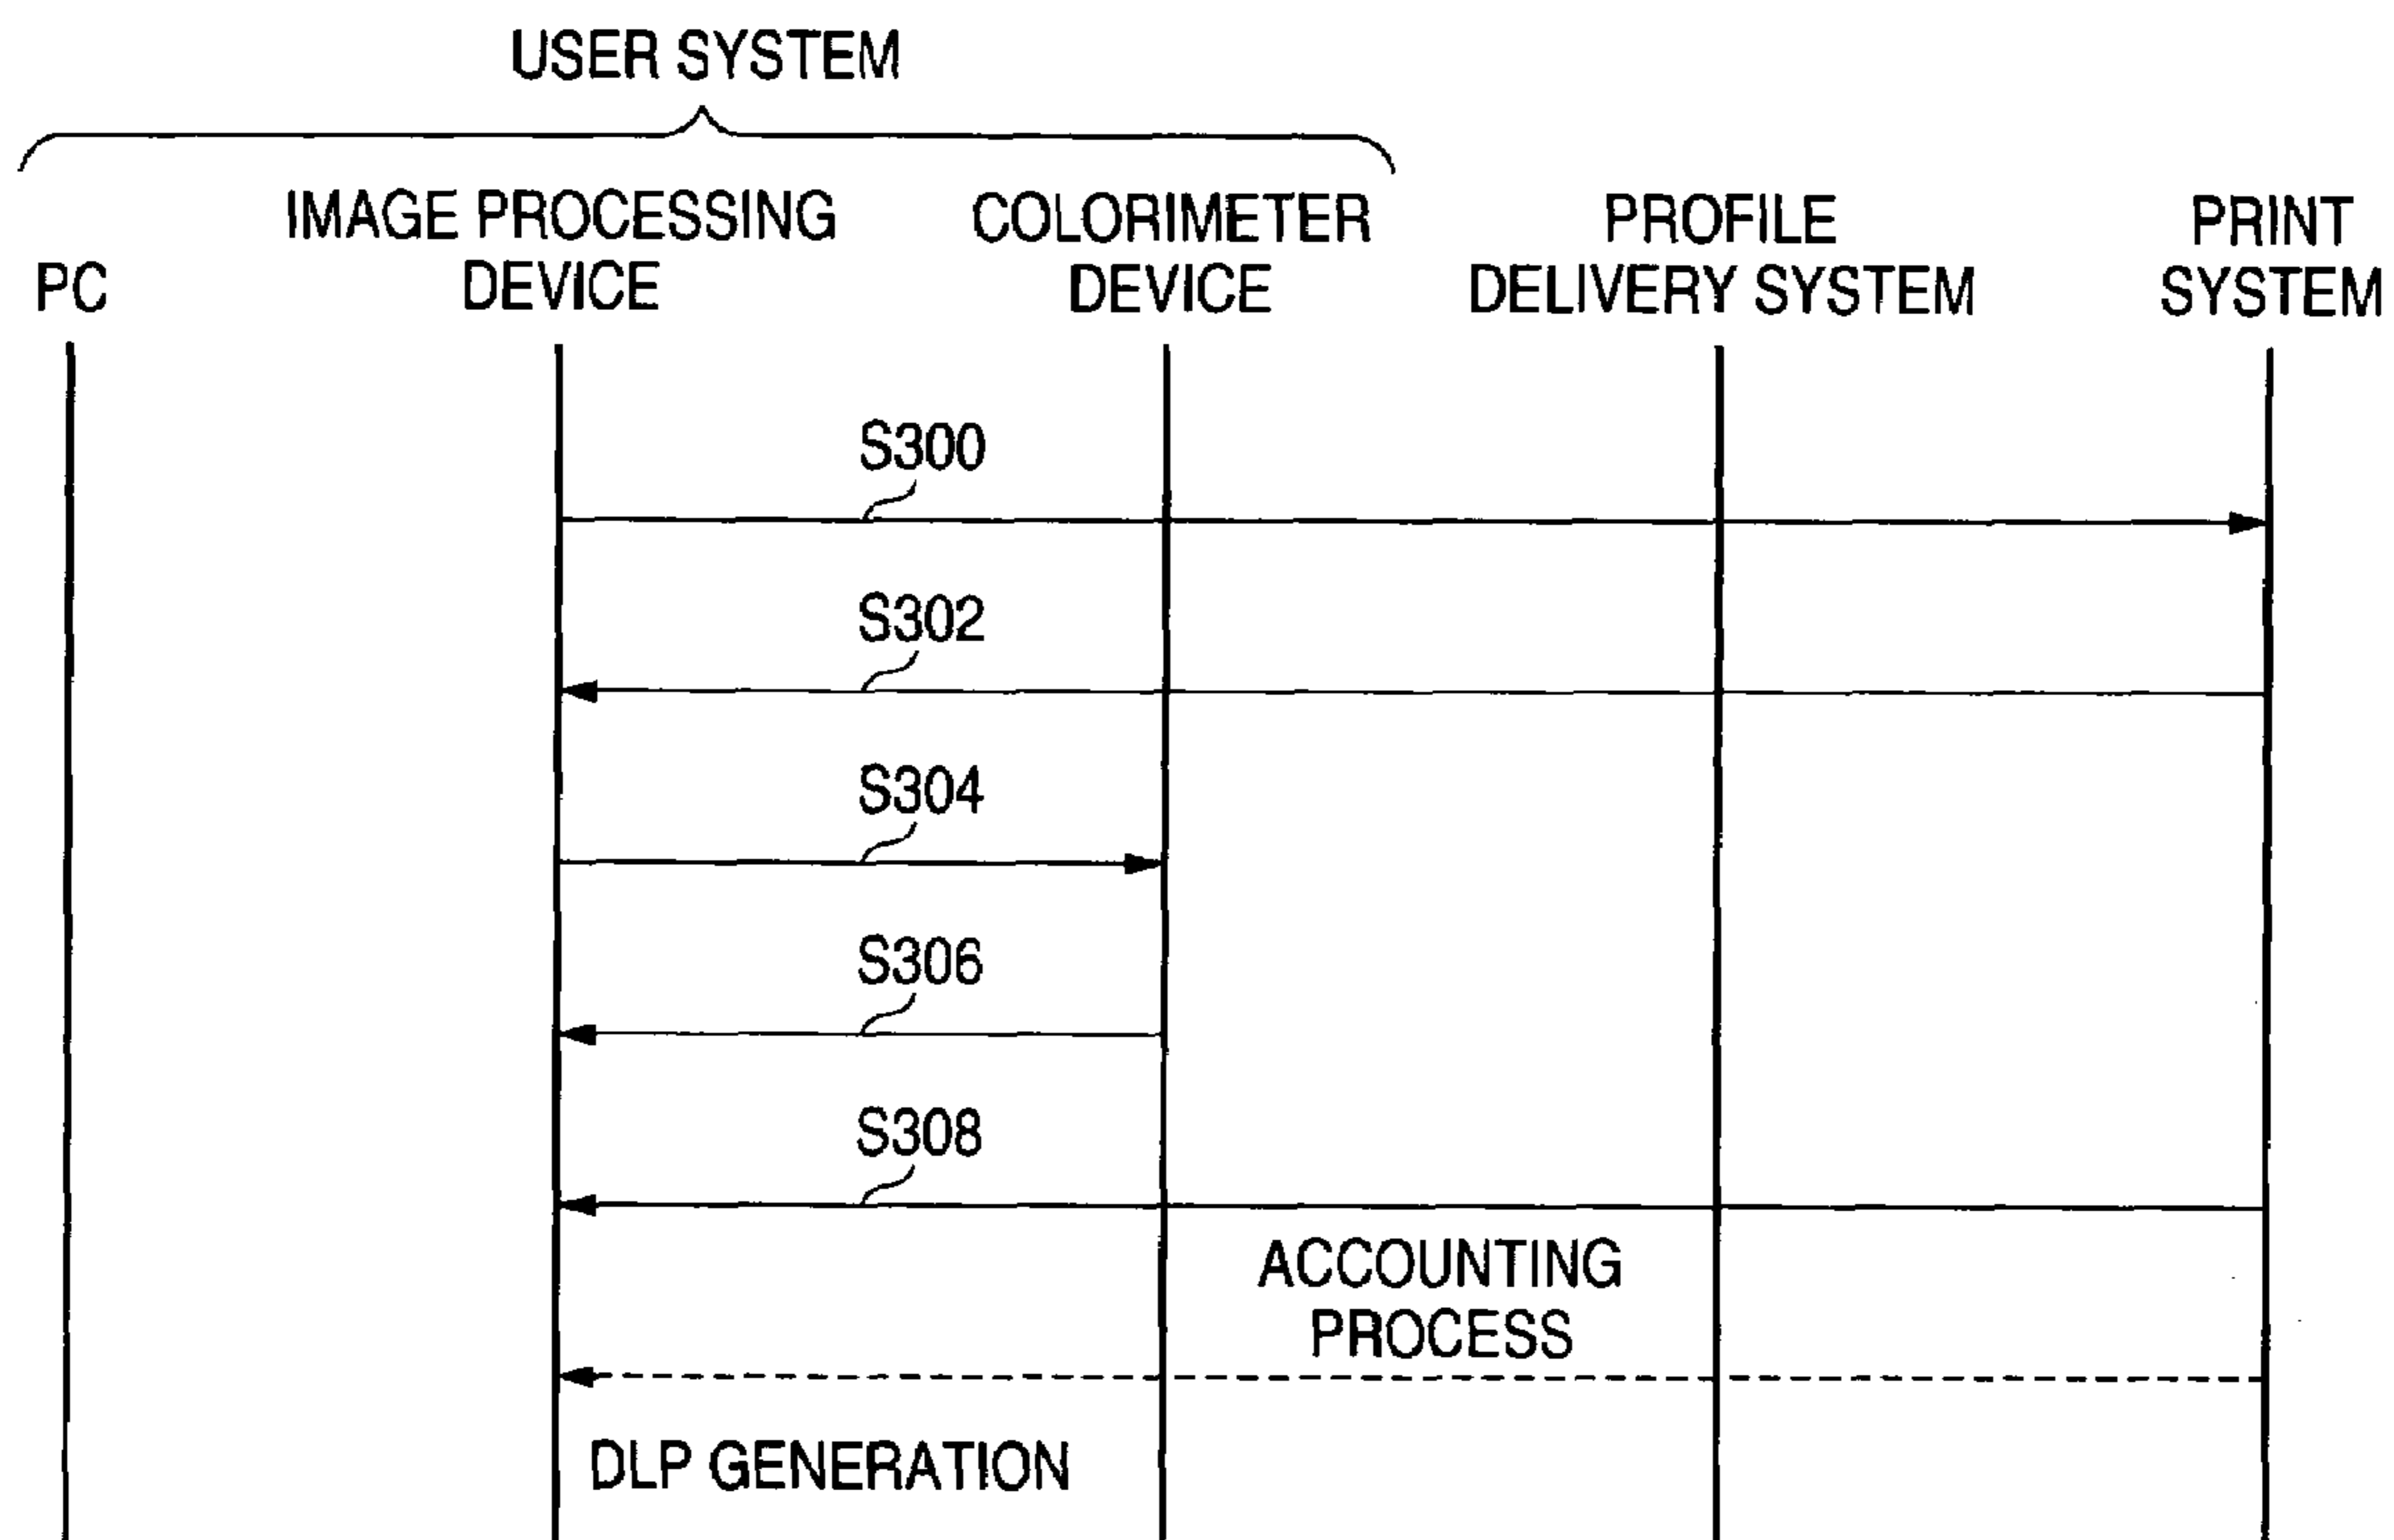 USER SYSTEM
PC
IMAGE PROCESSING
DEVICE
COLORIMETER
DEVICE
PROFILE
DELIVERY SYSTEM
PRINT
SYSTEM
S300
S302
S304
S306
S308
ACCOUNTING
PROCESS
DLP GENERATION